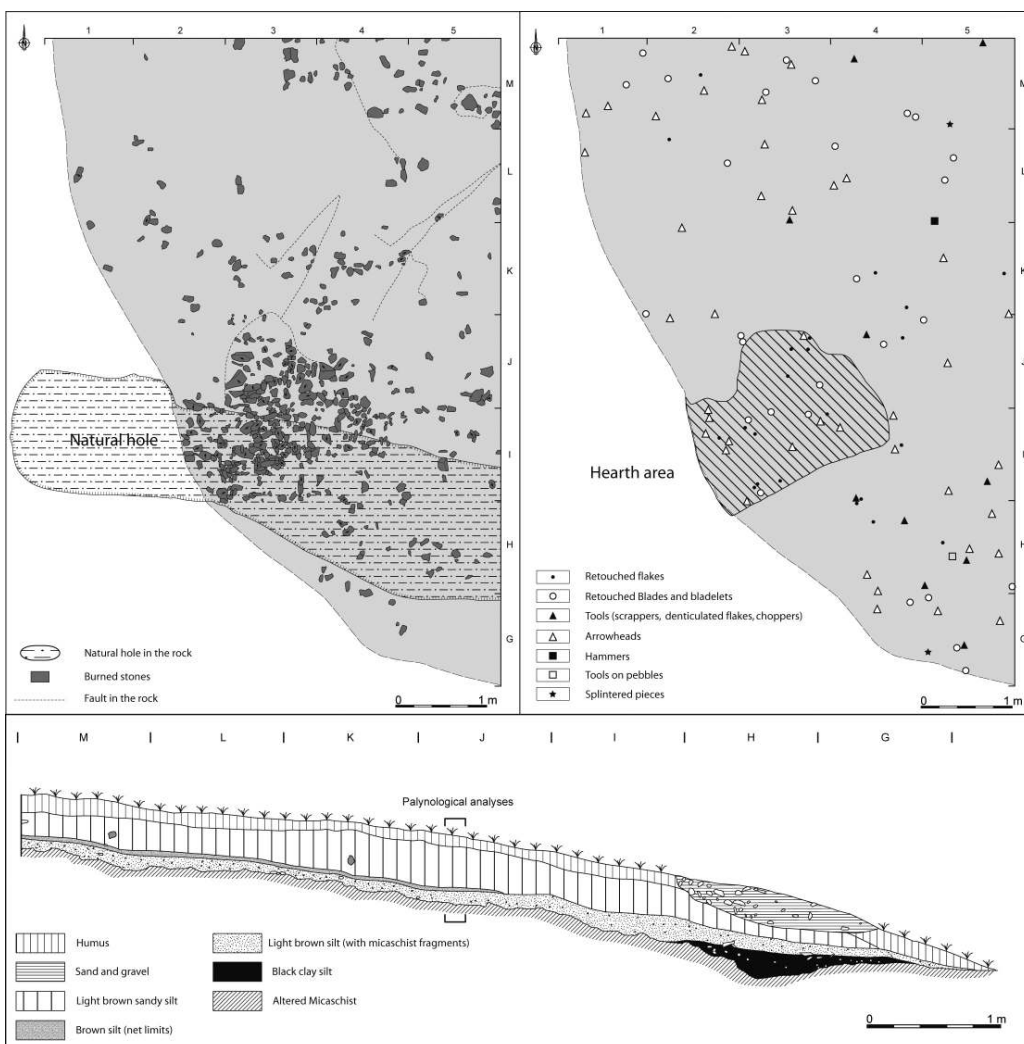 1 2 3 4 5
M
L
K
J
I
H
G
Natural hole
Natural hole in the rock
Burned stones
Fault in the rock
0 1 m
1 2 3 4 5
M
L
K
J
I
H
G
Hearth area
Retouched flakes
Retouched Blades and bladelets
Tools (scrappers, denticulated flakes, choppers)
Arrowheads
Hammers
Tools on pebbles
Splintered pieces
0 1 m
M L K J I H G
Palynological analyses
Humus
Sand and gravel
Light brown sandy silt
Brown silt (net limits)
Light brown silt (with micaschist fragments)
Black clay silt
Altered Micaschist
0 1 m